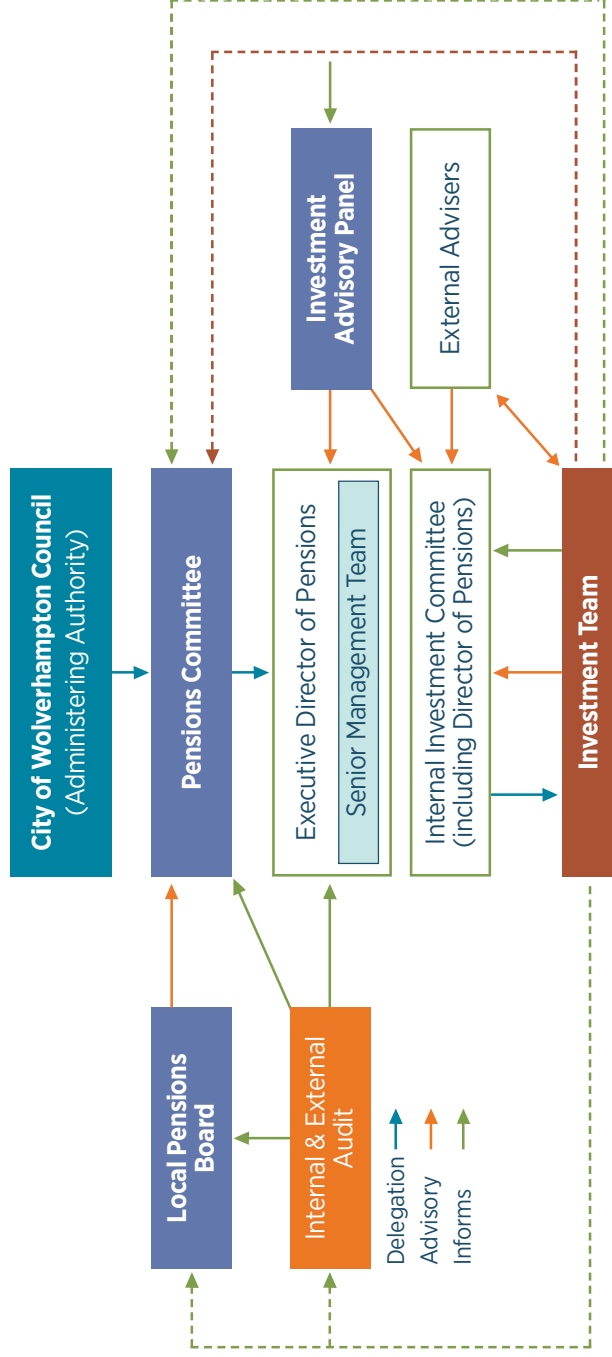 City of Wolverhampton Council
(Administering Authority)
Local Pensions
Board
Pensions Committee
Internal & External
Audit
Executive Director of Pensions
Senior Management Team
Investment
Advisory Panel
Internal Investment Committee
(including Director of Pensions)
External Advisers
Delegation
Advisory
Informs
Investment Team